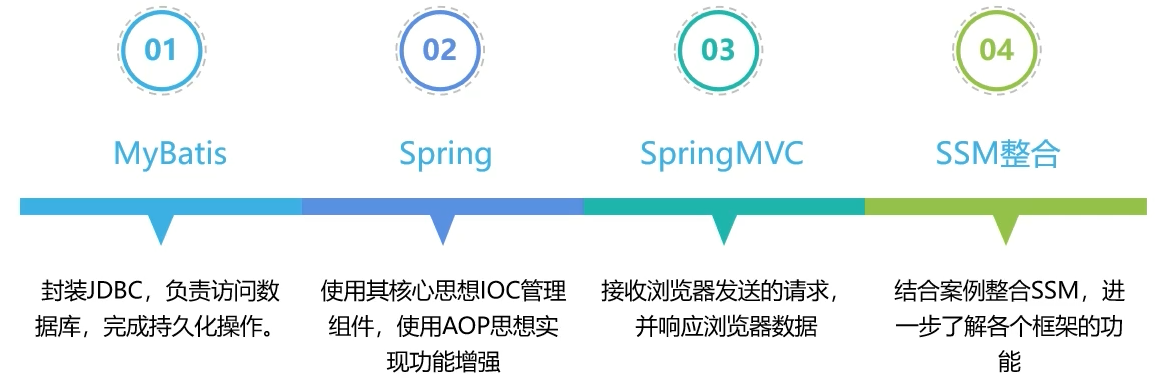 01
02
03
04
MyBatis
Spring
SpringMVC
SSM整合
封装JDBC，负责访问数
据库，完成持久化操作。
使用其核心思想IOC管理
组件，使用AOP思想实
现功能增强
接收浏览器发送的请求，
并响应浏览器数据
结合案例整合SSM，进
一步了解各个框架的功
能